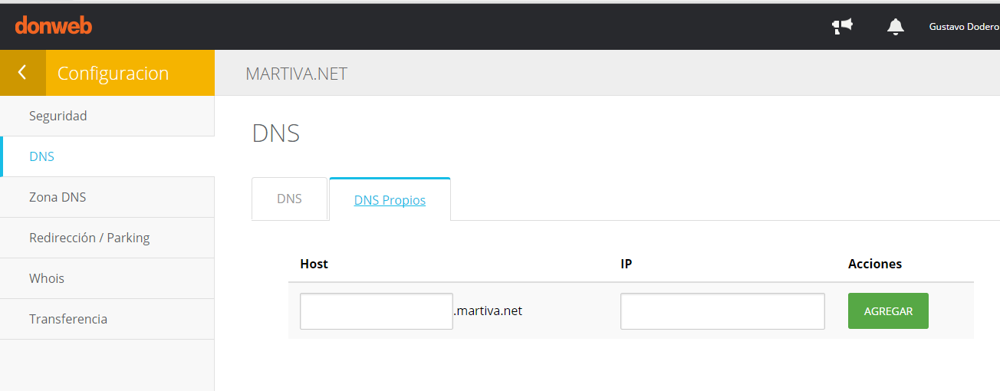 donweb
Gustavo Dodero
Configuracion
MARTIVA.NET
Seguridad
DNS
Zona DNS
Redirección / Parking
Whois
Transferencia
DNS
DNS
DNS Propios
Host
IP
Acciones
.martiva.net
AGREGAR